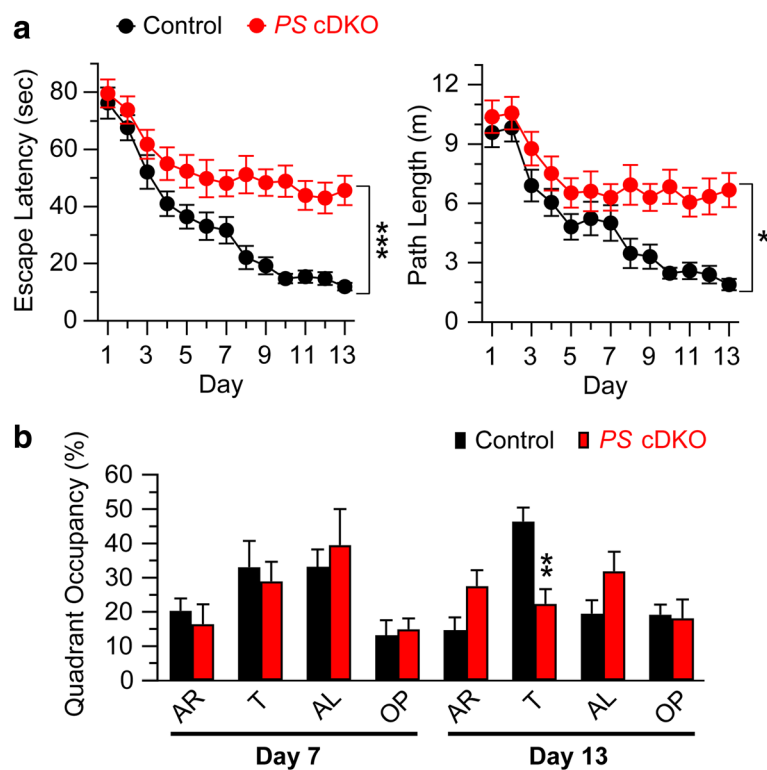 a
Control PS cDKO
Escape Latency (sec)
80
60
40
20
0
1 3 5 7 9 11 13
Day
***
Path Length (m)
12
9
6
3
0
1 3 5 7 9 11 13
Day
*
b
Control PS cDKO
Quadrant Occupancy (%)
60
50
40
30
20
10
0
**
AR T AL OP AR T AL OP
Day 7 Day 13